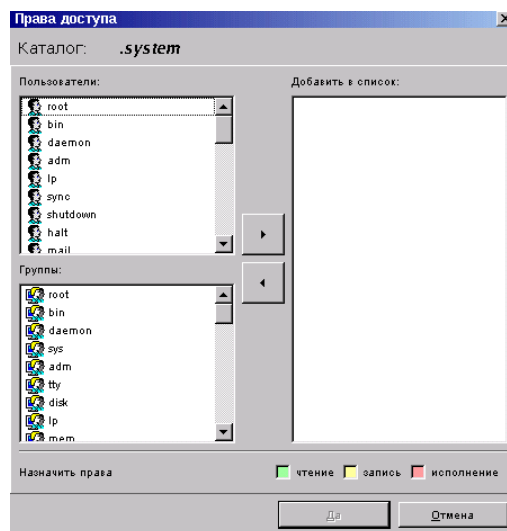 Права доступа
Каталог: .system
Пользователи:
root
bin
daemon
adm
lp
sync
shutdown
halt
mail
Группы:
root
bin
daemon
sys
adm
tty
disk
lp
mem
Добавить в список:
Назначить права
чтение запись исполнение
Да Отмена